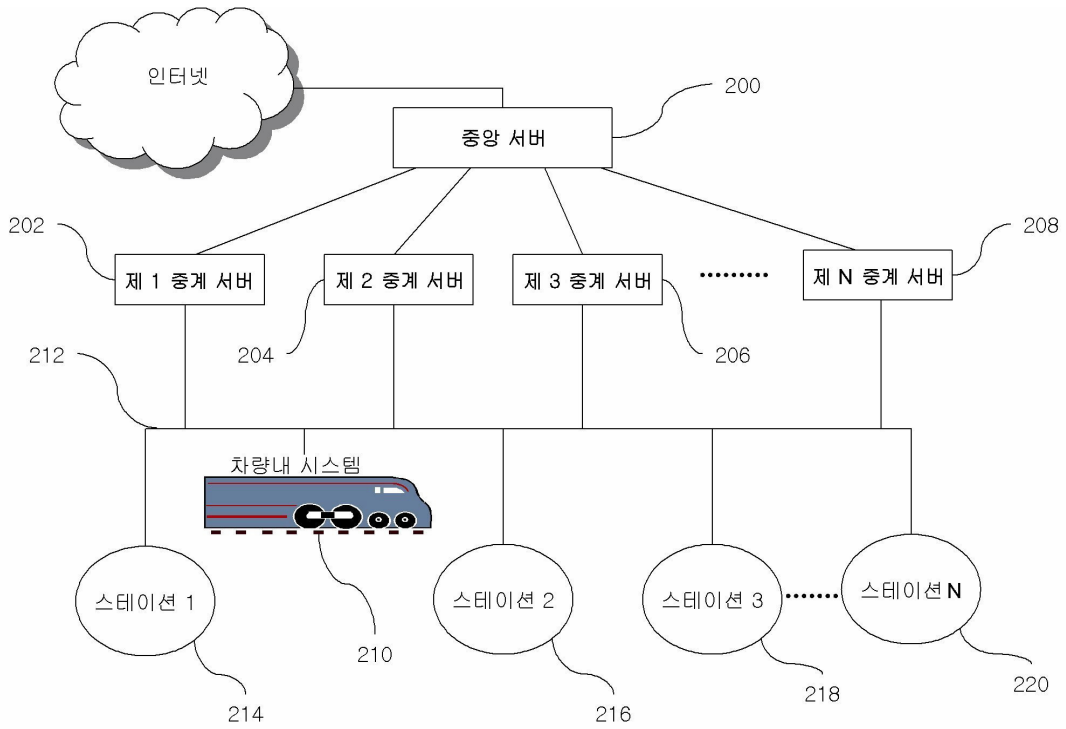 인터넷
200
중앙 서버
202
208
제 1 중계 서버
제 2 중계 서버
제 3 중계 서버
제 N 중계 서버
204
206
212
차량내 시스템
스테이션 1
스테이션 2
스테이션 3
스테이션 N
210
214
216
218
220